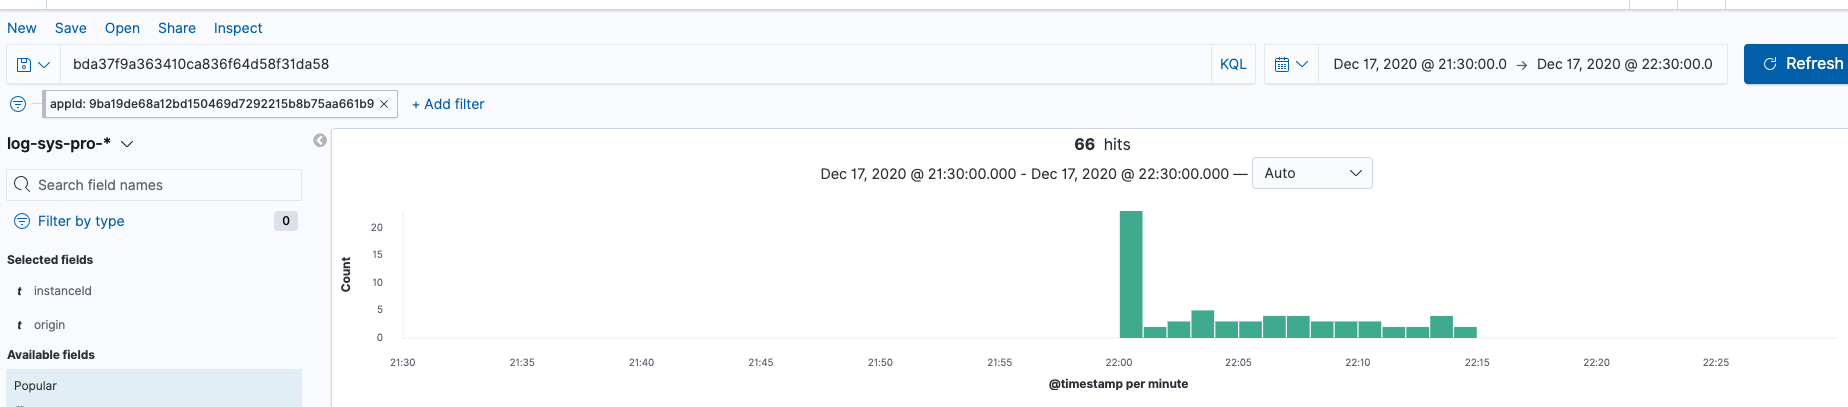 New Save Open Share Inspect
bda37f9a363410ca836f64d58f31da58 KQL Dec 17, 2020 @ 21:30:00.0 → Dec 17, 2020 @ 22:30:00.0 Refresh
appId: 9ba19de68a12bd150469d7292215b8b75aa661b9 × + Add filter
log-sys-pro-*
Search field names
Filter by type 0
Selected fields
t instanceId
t origin
Available fields
Popular
66 hits
Dec 17, 2020 @ 21:30:00.000 - Dec 17, 2020 @ 22:30:00.000 — Auto
Count
20
15
10
5
0
21:30 21:35 21:40 21:45 21:50 21:55 22:00 22:05 22:10 22:15 22:20 22:25
@timestamp per minute